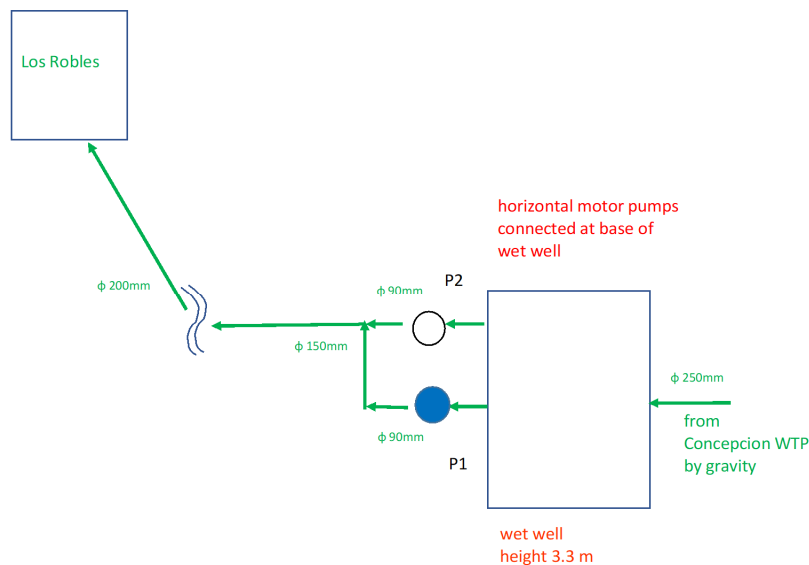 Los Robles
horizontal motor pumps
connected at base of
wet well
P2
ϕ 200mm
ϕ 90mm
ϕ 150mm
ϕ 250mm
from
Concepcion WTP
by gravity
ϕ 90mm
P1
wet well
height 3.3 m